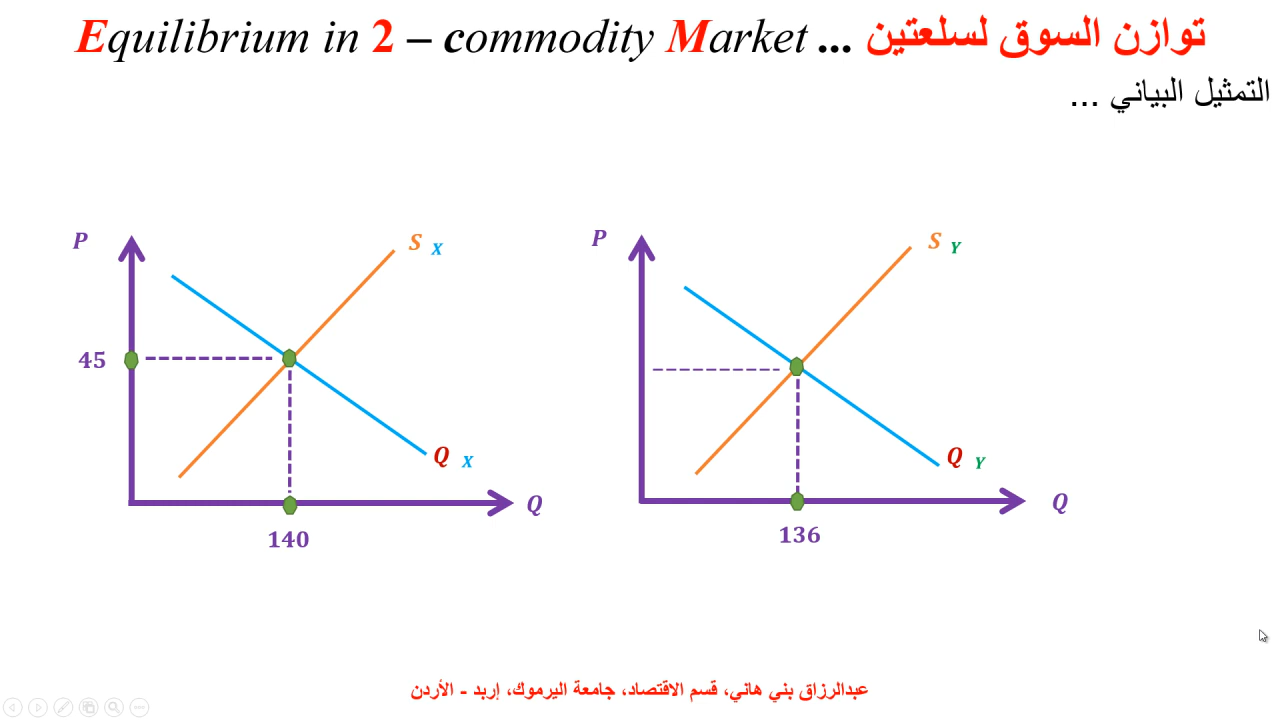 Equilibrium in 2 – commodity Market ... توازن السوق لسلعتين
التمثيل البياني ...
P
S X
45
Q X
Q
140
P
S Y
Q Y
Q
136
عبدالرزاق بني هاني، قسم الاقتصاد، جامعة اليرموك، إربد - الأردن